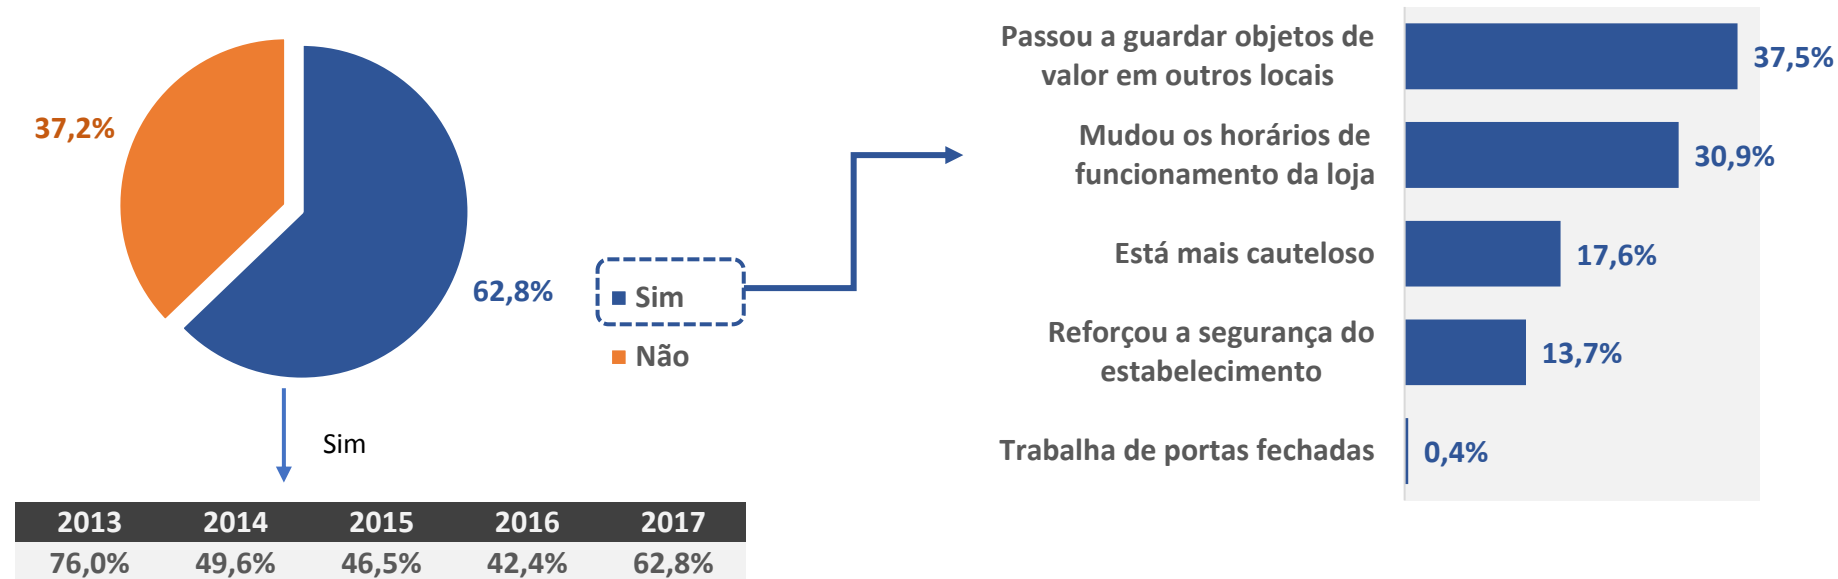 37,2%
62,8%
Sim
Não
Sim
2013 2014 2015 2016 2017
76,0% 49,6% 46,5% 42,4% 62,8%
Passou a guardar objetos de
valor em outros locais
37,5%
Mudou os horários de
funcionamento da loja
30,9%
Está mais cauteloso
17,6%
Reforçou a segurança do
estabelecimento
13,7%
Trabalha de portas fechadas
0,4%